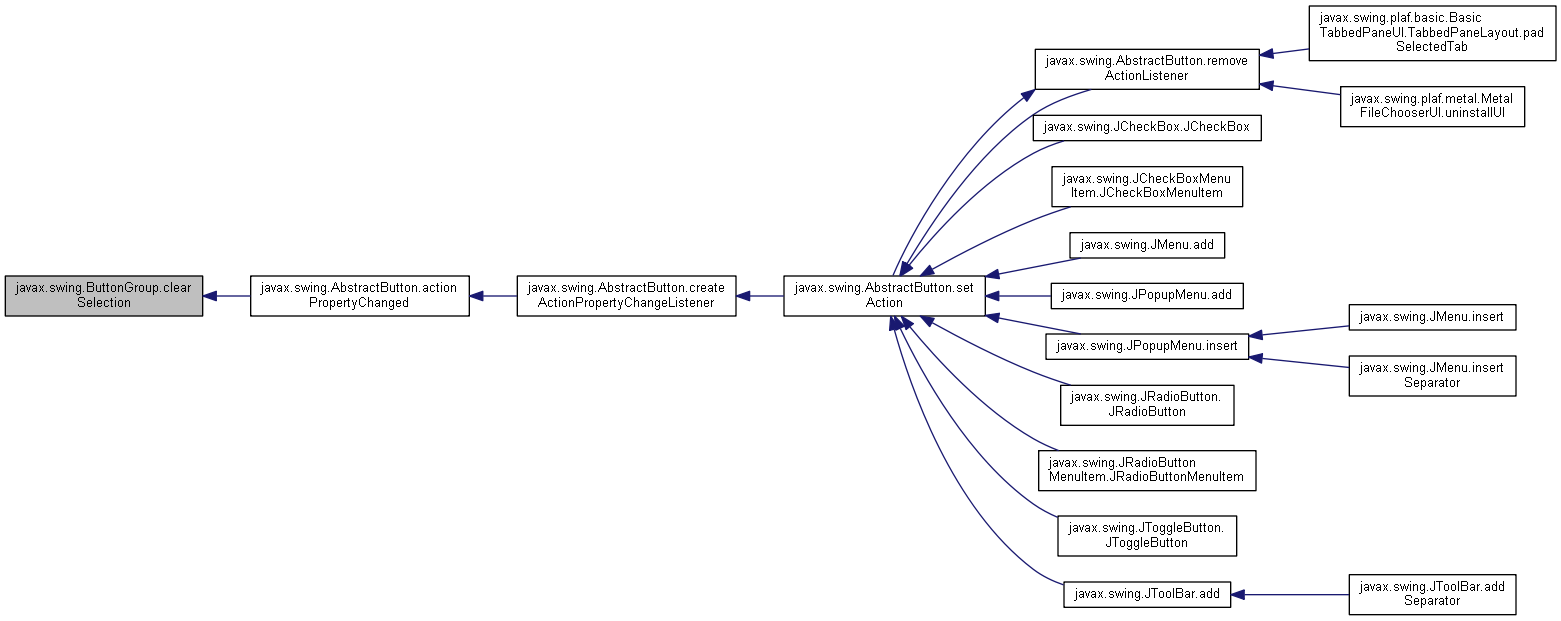 javax.swing.ButtonGroup.clear
Selection
javax.swing.AbstractButton.action
PropertyChanged
javax.swing.AbstractButton.create
ActionPropertyChangeListener
javax.swing.AbstractButton.set
Action
javax.swing.AbstractButton.remove
ActionListener
javax.swing.plaf.basic.Basic
TabbedPaneUI.TabbedPaneLayout.pad
SelectedTab
javax.swing.plaf.metal.Metal
FileChooserUI.uninstallUI
javax.swing.JCheckBox.JCheckBox
javax.swing.JCheckBoxMenu
Item.JCheckBoxMenuItem
javax.swing.JMenu.add
javax.swing.JPopupMenu.add
javax.swing.JPopupMenu.insert
javax.swing.JMenu.insert
javax.swing.JMenu.insert
Separator
javax.swing.JRadioButton.
JRadioButton
javax.swing.JRadioButton
MenuItem.JRadioButtonMenuItem
javax.swing.JToggleButton.
JToggleButton
javax.swing.JToolBar.add
javax.swing.JToolBar.add
Separator